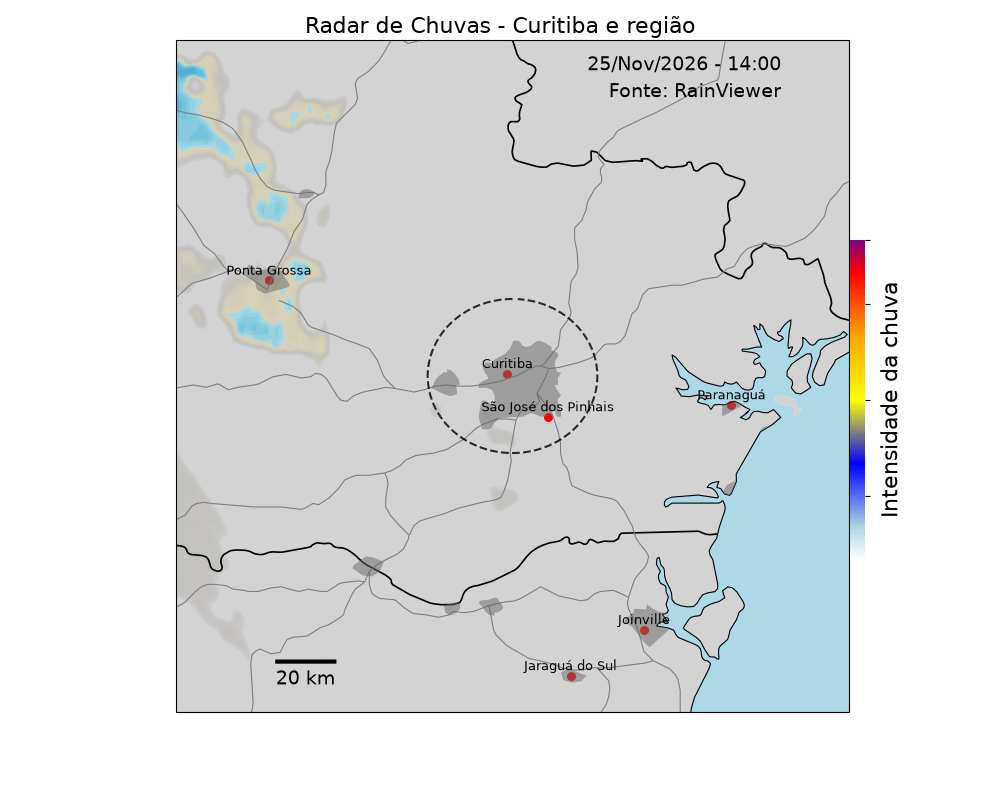 Radar de Chuvas - Curitiba e região
25/Nov/2026 - 14:00
Fonte: RainViewer
Ponta Grossa
Curitiba
São José dos Pinhais
Paranaguá
Intensidade da chuva
Joinville
Jaraguá do Sul
20 km